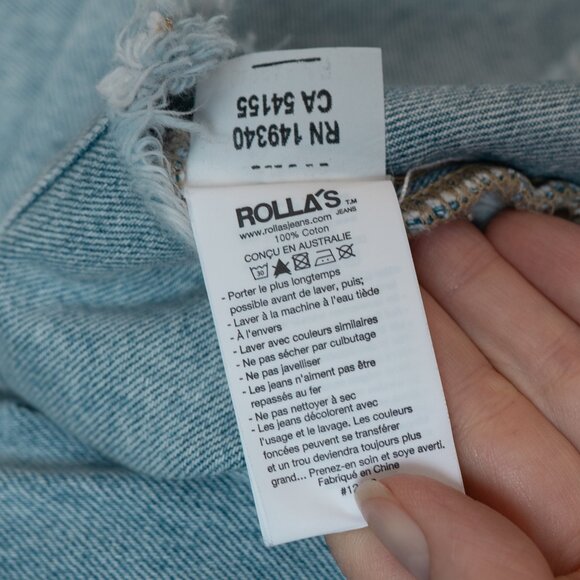 RN 149340
CA 54155
ROLLA'S T.M
JEANS
www.rollasjeans.com
100% Coton
CONÇU EN AUSTRALIE
30
- Porter le plus longtemps
possible avant de laver, puis;
- Laver à la machine à l'eau tiède
- À l'envers
- Laver avec couleurs similaires
- Ne pas sécher par culbutage
- Ne pas javelliser
- Les jeans n'aiment pas être
repassés au fer
- Ne pas nettoyer à sec
- Les jeans décolorent avec
l'usage et le lavage. Les couleurs
foncées peuvent se transférer
et un trou deviendra toujours plus
grand... Prenez-en soin et soye averti.
Fabriqué en Chine